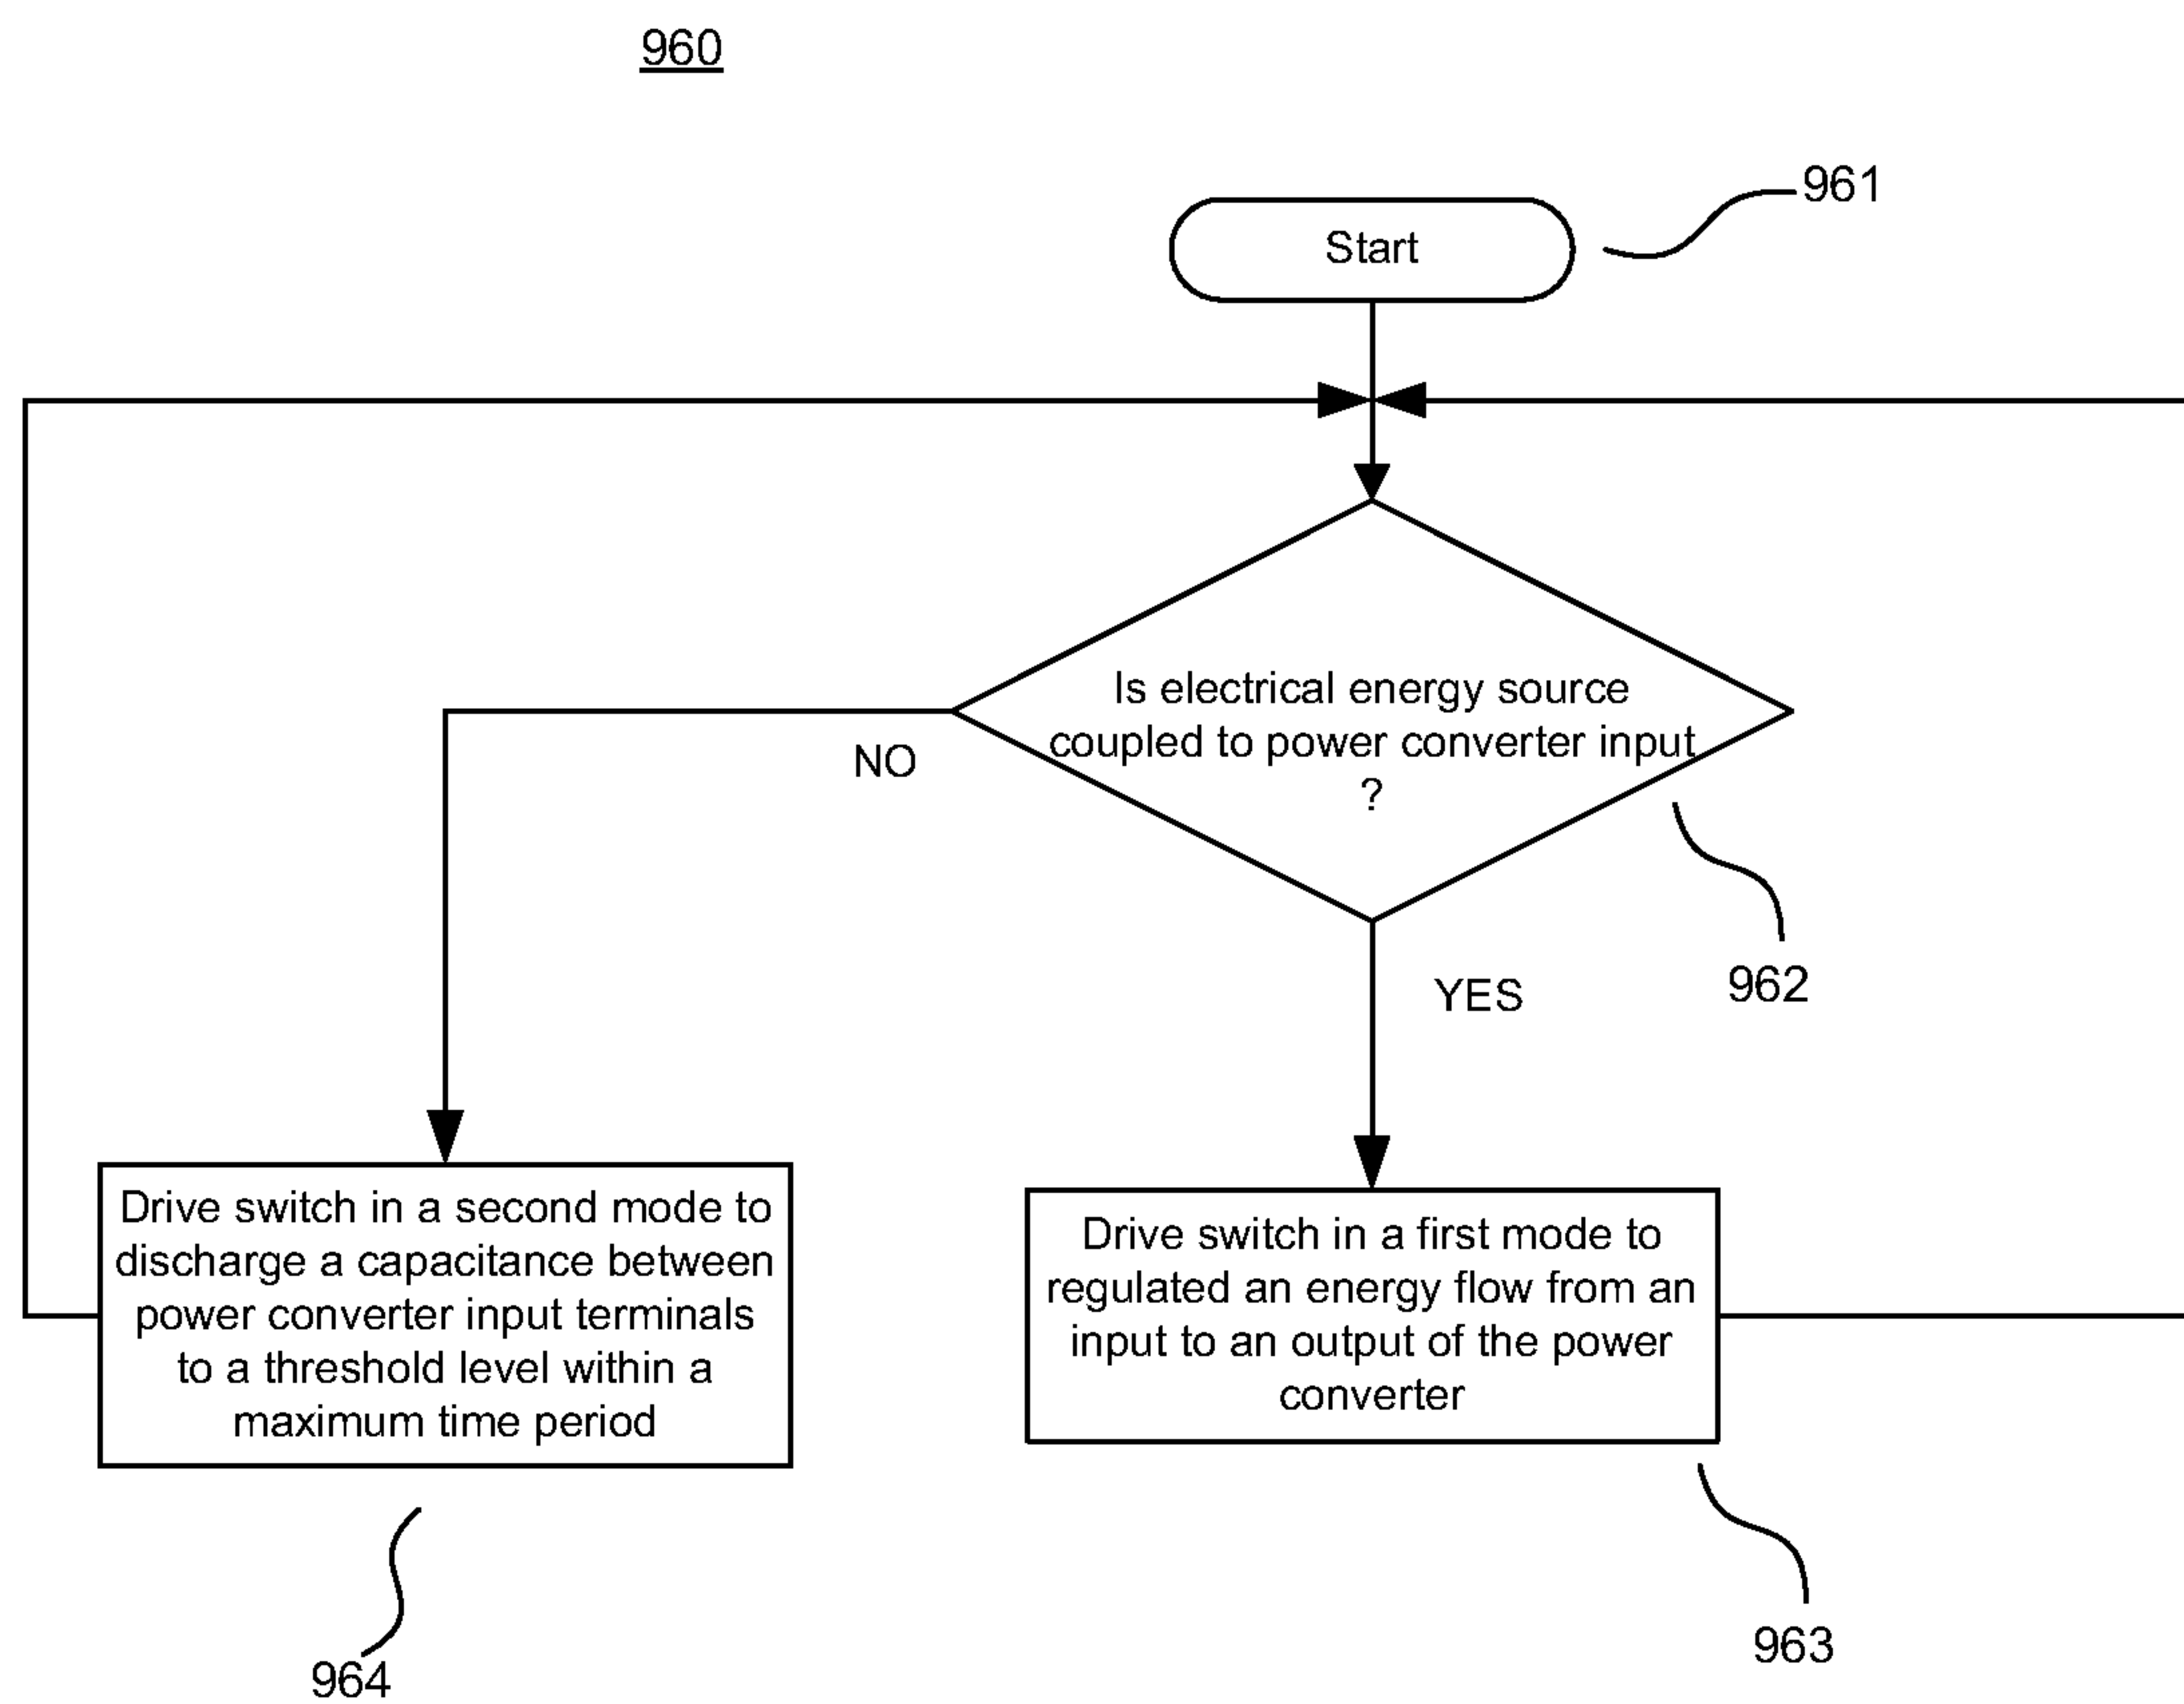 960
961
Start
Is electrical energy source
coupled to power converter input
?
NO
962
YES
Drive switch in a second mode to
discharge a capacitance between
power converter input terminals
to a threshold level within a
maximum time period
Drive switch in a first mode to
regulated an energy flow from an
input to an output of the power
converter
963
964